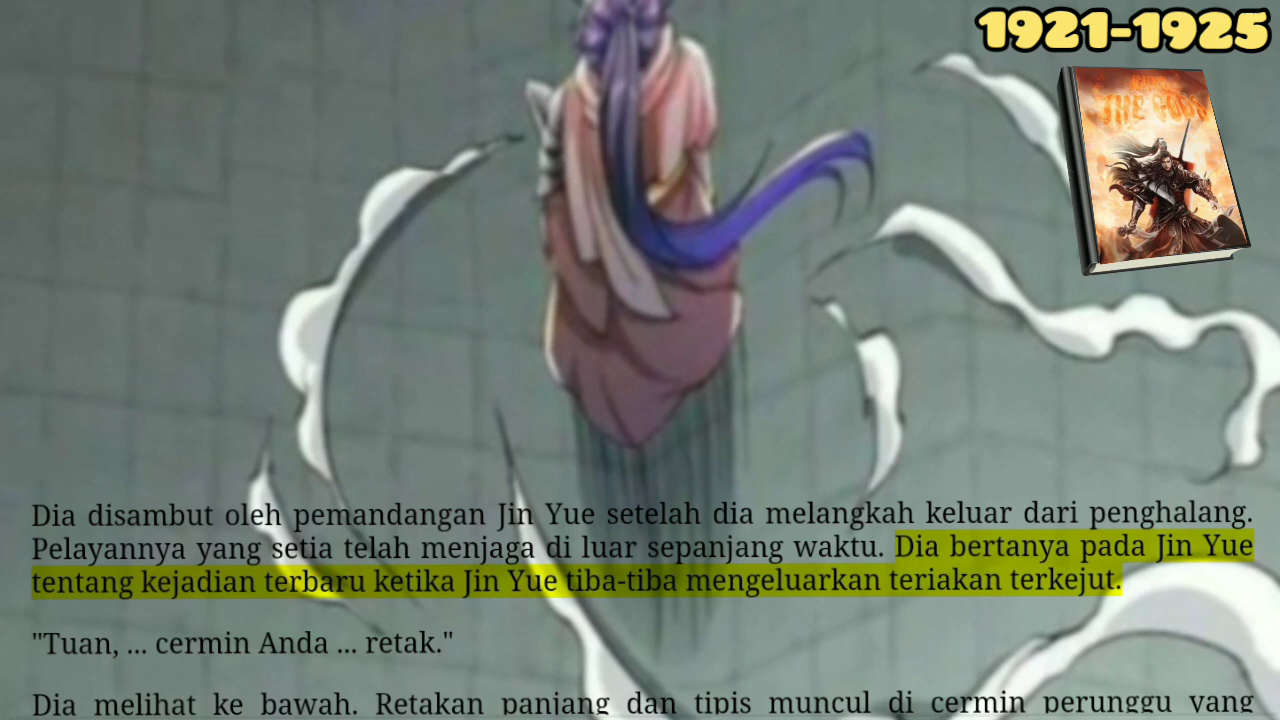 1921-1925
THE GODS
Dia disambut oleh pemandangan Jin Yue setelah dia melangkah keluar dari penghalang.
Pelayannya yang setia telah menjaga di luar sepanjang waktu. Dia bertanya pada Jin Yue
tentang kejadian terbaru ketika Jin Yue tiba-tiba mengeluarkan teriakan terkejut.
"Tuan, ... cermin Anda ... retak."
Dia melihat ke bawah. Retakan panjang dan tipis muncul di cermin perunggu yang